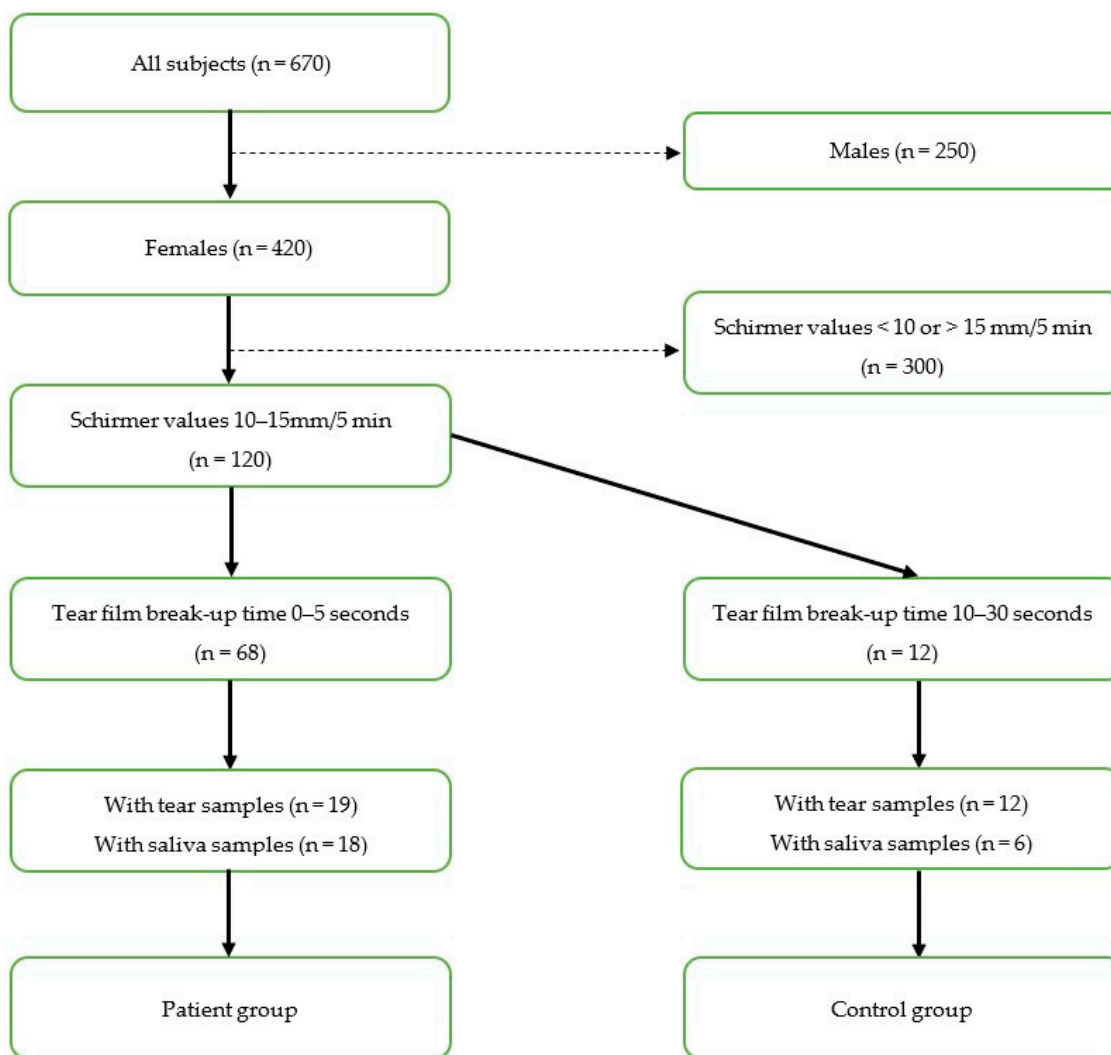 All subjects (n = 670)
Males (n = 250)
Females (n = 420)
Schirmer values < 10 or > 15 mm/5 min
(n = 300)
Schirmer values 10–15mm/5 min
(n = 120)
Tear film break-up time 0–5 seconds
(n = 68)
Tear film break-up time 10–30 seconds
(n = 12)
With tear samples (n = 19)
With saliva samples (n = 18)
With tear samples (n = 12)
With saliva samples (n = 6)
Patient group
Control group